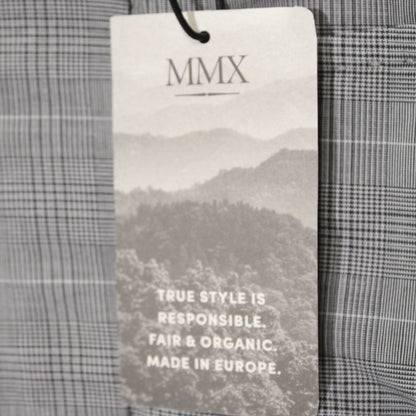 MMX
TRUE STYLE IS
RESPONSIBLE.
FAIR & ORGANIC.
MADE IN EUROPE.